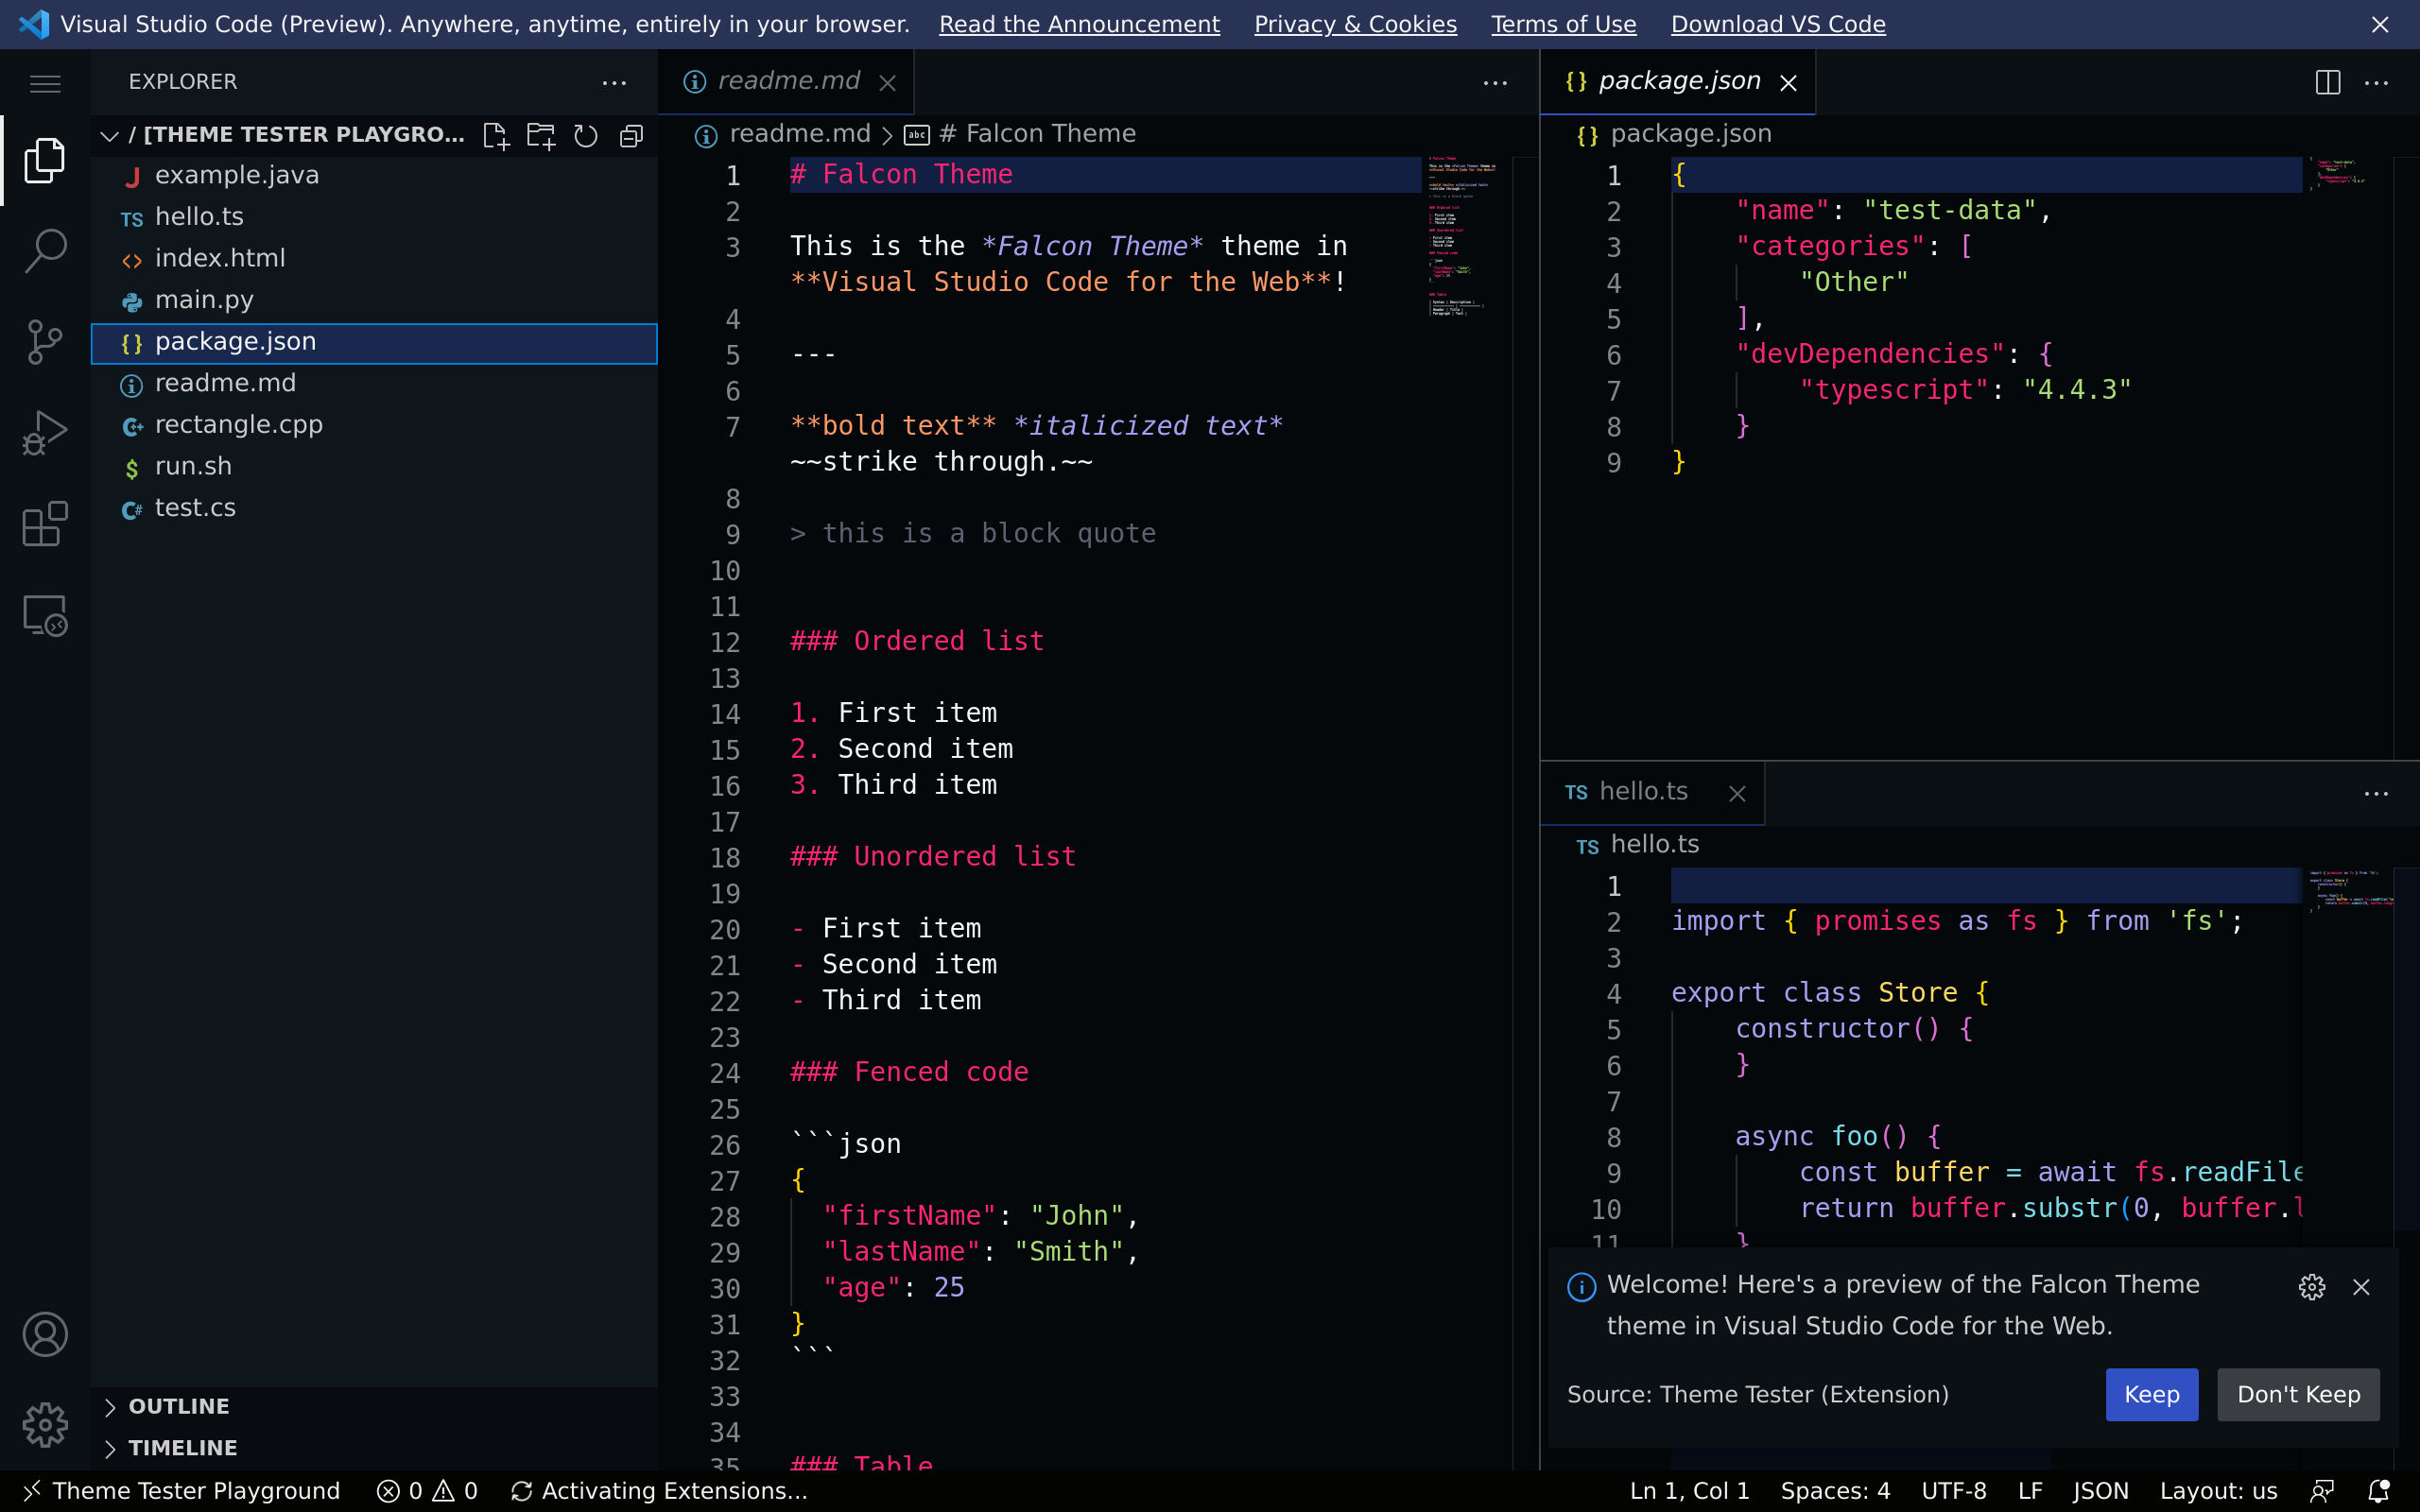 Visual Studio Code (Preview). Anywhere, anytime, entirely in your browser. Read the Announcement Privacy & Cookies Terms of Use Download VS Code
EXPLORER
/ [THEME TESTER PLAYGRO...
example.java
hello.ts
index.html
main.py
package.json
readme.md
rectangle.cpp
run.sh
test.cs
OUTLINE
TIMELINE
readme.md
readme.md > # Falcon Theme
1 # Falcon Theme
2
3 This is the *Falcon Theme* theme in
**Visual Studio Code for the Web**!
4
5 ---
6
7 **bold text** *italicized text*
~~strike through.~~
8
9 > this is a block quote
10
11
12 ### Ordered list
13
14 1. First item
15 2. Second item
16 3. Third item
17
18 ### Unordered list
19
20 - First item
21 - Second item
22 - Third item
23
24 ### Fenced code
25
26 ```json
27 {
28 "firstName": "John",
29 "lastName": "Smith",
30 "age": 25
31 }
32 ```
33
34
35 ### Table
{} package.json
{} package.json
1 {
2 "name": "test-data",
3 "categories": [
4 "Other"
5 ],
6 "devDependencies": {
7 "typescript": "4.4.3"
8 }
9 }
TS hello.ts
TS hello.ts
1
2 import { promises as fs } from 'fs';
3
4 export class Store {
5 constructor() {
6 }
7
8 async foo() {
9 const buffer = await fs.readFile
10 return buffer.substr(0, buffer.l
11 }
Welcome! Here's a preview of the Falcon Theme
theme in Visual Studio Code for the Web.
Source: Theme Tester (Extension) Keep Don't Keep
Theme Tester Playground 0 0 Activating Extensions... Ln 1, Col 1 Spaces: 4 UTF-8 LF JSON Layout: us